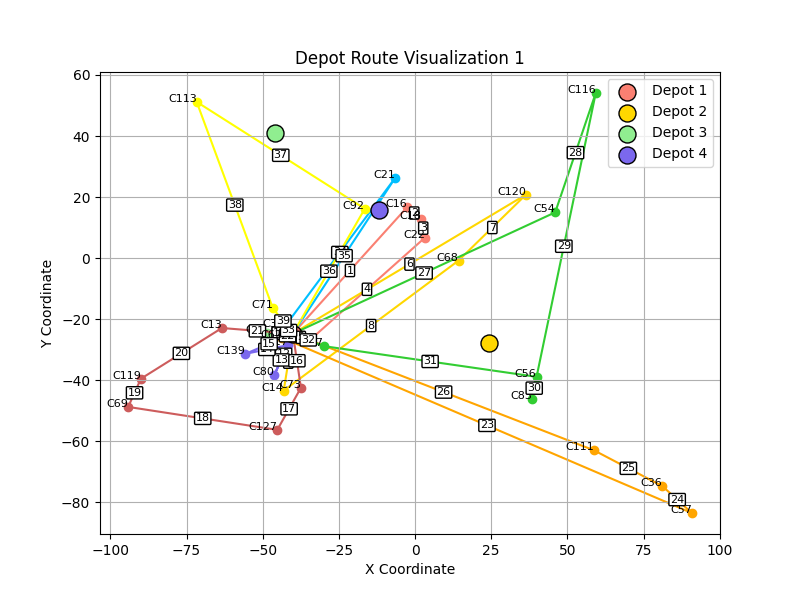 Depot Route Visualization 1
Depot 1
Depot 2
Depot 3
Depot 4
Y Coordinate
60
40
20
0
−20
−40
−60
−80
−100
−75
−50
−25
0
25
50
75
100
X Coordinate
C113
C116
C21
C120
C92
C16
C54
C22
C68
C71
C13
C139
C80
C14
C73
C119
C69
C127
C56
C85
C111
C36
C57
37
28
38
2
3
7
29
35
36
1
6
27
4
39
8
21
33
32
15
20
13
16
31
30
19
26
17
18
23
25
24